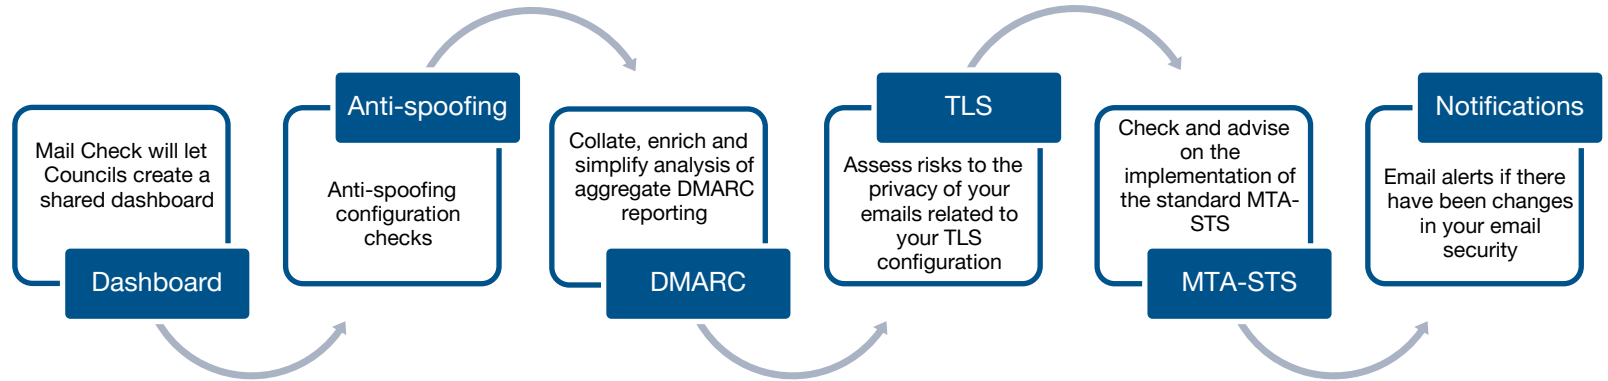 Mail Check will let
Councils create a
shared dashboard
Dashboard
Anti-spoofing
Anti-spoofing
configuration
checks
Collate, enrich and
simplify analysis of
aggregate DMARC
reporting
DMARC
TLS
Assess risks to the
privacy of your
emails related to
your TLS
configuration
Check and advise
on the
implementation of
the standard MTA-
STS
MTA-STS
Notifications
Email alerts if there
have been changes
in your email
security